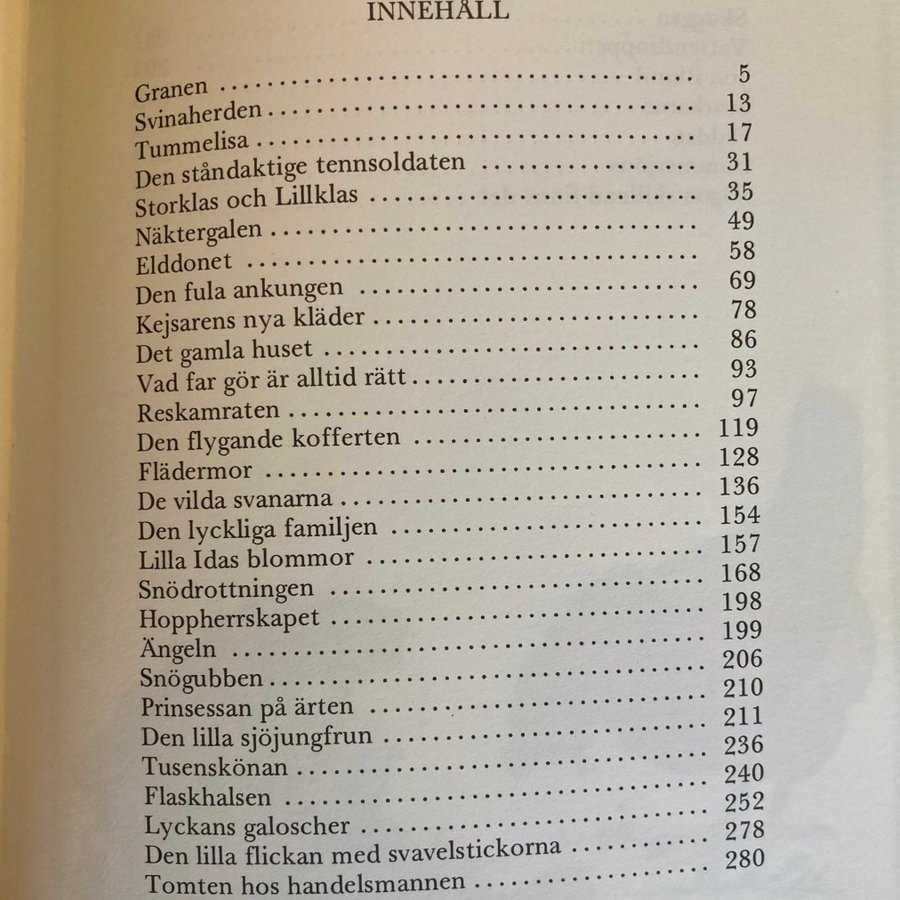 INNEHÅLL
Granen .......... 5
Svinaherden .......... 13
Tummelisa .......... 17
Den ståndaktige tennsoldaten .......... 31
Storklas och Lillklas .......... 35
Näktergalen .......... 49
Elddonet .......... 58
Den fula ankungen .......... 69
Kejsarens nya kläder .......... 78
Det gamla huset .......... 86
Vad far gör är alltid rätt .......... 93
Reskamraten .......... 97
Den flygande kofferten .......... 119
Flädermor .......... 128
De vilda svanarna .......... 136
Den lyckliga familjen .......... 154
Lilla Idas blommor .......... 157
Snödrottningen .......... 168
Hoppherrskapet .......... 198
Ängeln .......... 199
Snögubben .......... 206
Prinsessan på ärten .......... 210
Den lilla sjöjungfrun .......... 211
Tusenskönan .......... 236
Flaskhalsen .......... 240
Lyckans galoscher .......... 252
Den lilla flickan med svavelstickorna .......... 278
Tomten hos handelsmannen .......... 280